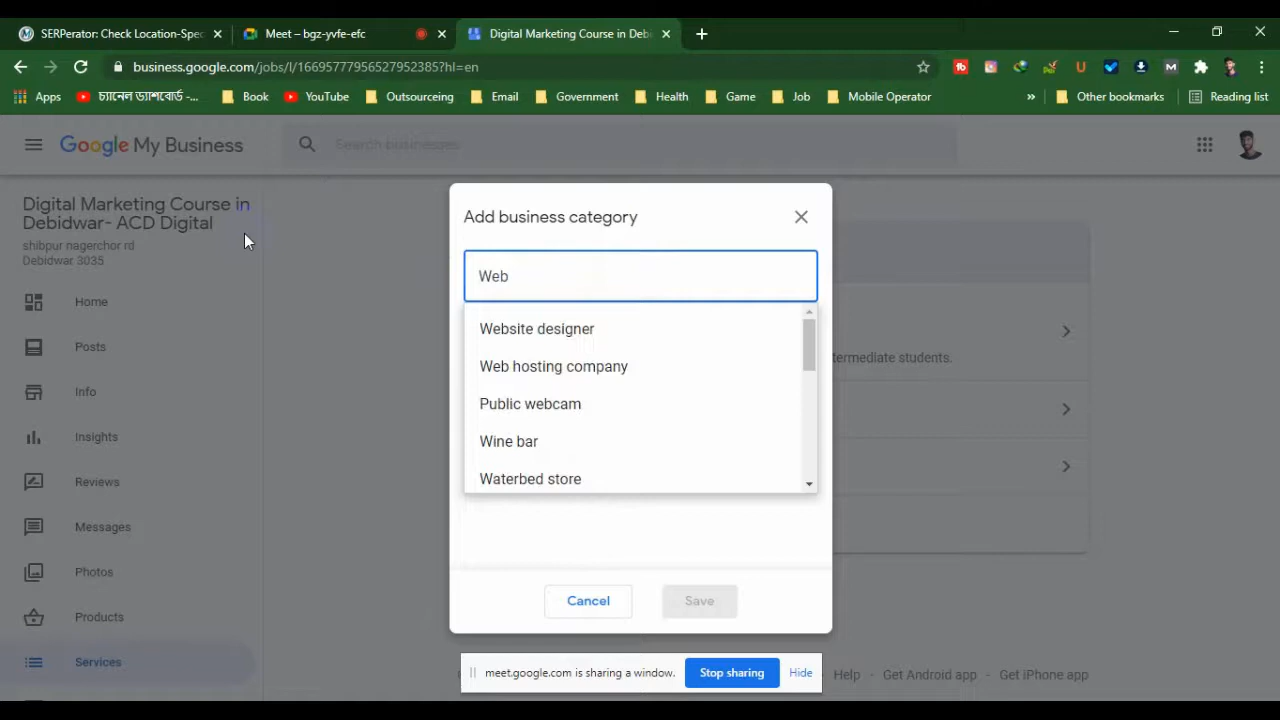 SERPerator: Check Location-Spec
Meet – bgz-yvfe-efc
Digital Marketing Course in Debid
business.google.com/jobs/l/16695777956527952385?hl=en
Apps
চ্যানেল ড্যাশবোর্ড -...
Book
YouTube
Outsourceing
Email
Government
Health
Game
Job
Mobile Operator
»
Other bookmarks
Reading list
Google My Business
Search businesses
Digital Marketing Course in
Debidwar- ACD Digital
shibpur nagerchor rd
Debidwar 3035
Home
Posts
Info
Insights
Reviews
Messages
Photos
Products
Services
Add business category
Web
Website designer
Web hosting company
Public webcam
Wine bar
Waterbed store
Cancel
Save
termediate students.
meet.google.com is sharing a window.
Stop sharing
Hide
Help - Get Android app - Get iPhone app